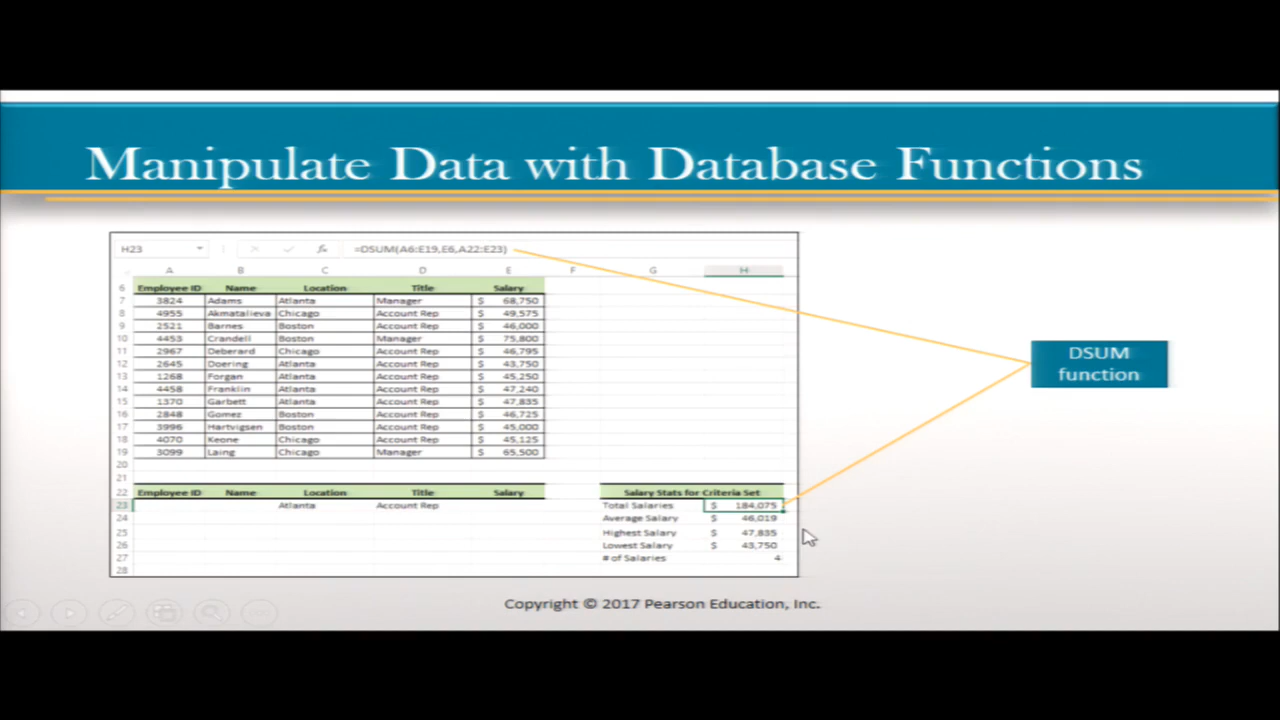 Manipulate Data with Database Functions
H23 fx =DSUM(A6:E19,E6,A22:E23)
A B C D E F G H
6 Employee ID Name Location Title Salary
7 3824 Adams Atlanta Manager $ 68,750
8 4955 Akmatalieva Chicago Account Rep $ 49,575
9 2521 Barnes Boston Account Rep $ 46,000
10 4453 Crandell Boston Manager $ 75,800
11 2967 Deberard Chicago Account Rep $ 46,795
12 2645 Doering Atlanta Account Rep $ 43,750
13 1268 Forgan Atlanta Account Rep $ 45,250
14 4458 Franklin Atlanta Account Rep $ 47,240
15 1370 Garbett Atlanta Account Rep $ 47,835
16 2848 Gomez Boston Account Rep $ 46,725
17 3996 Hartvigsen Boston Account Rep $ 45,000
18 4070 Keone Chicago Account Rep $ 45,125
19 3099 Laing Chicago Manager $ 65,500
20
21
22 Employee ID Name Location Title Salary Salary Stats for Criteria Set
23 Atlanta Account Rep Total Salaries $ 184,075
24 Average Salary $ 46,019
25 Highest Salary $ 47,835
26 Lowest Salary $ 43,750
27 # of Salaries 4
28
DSUM
function
Copyright © 2017 Pearson Education, Inc.